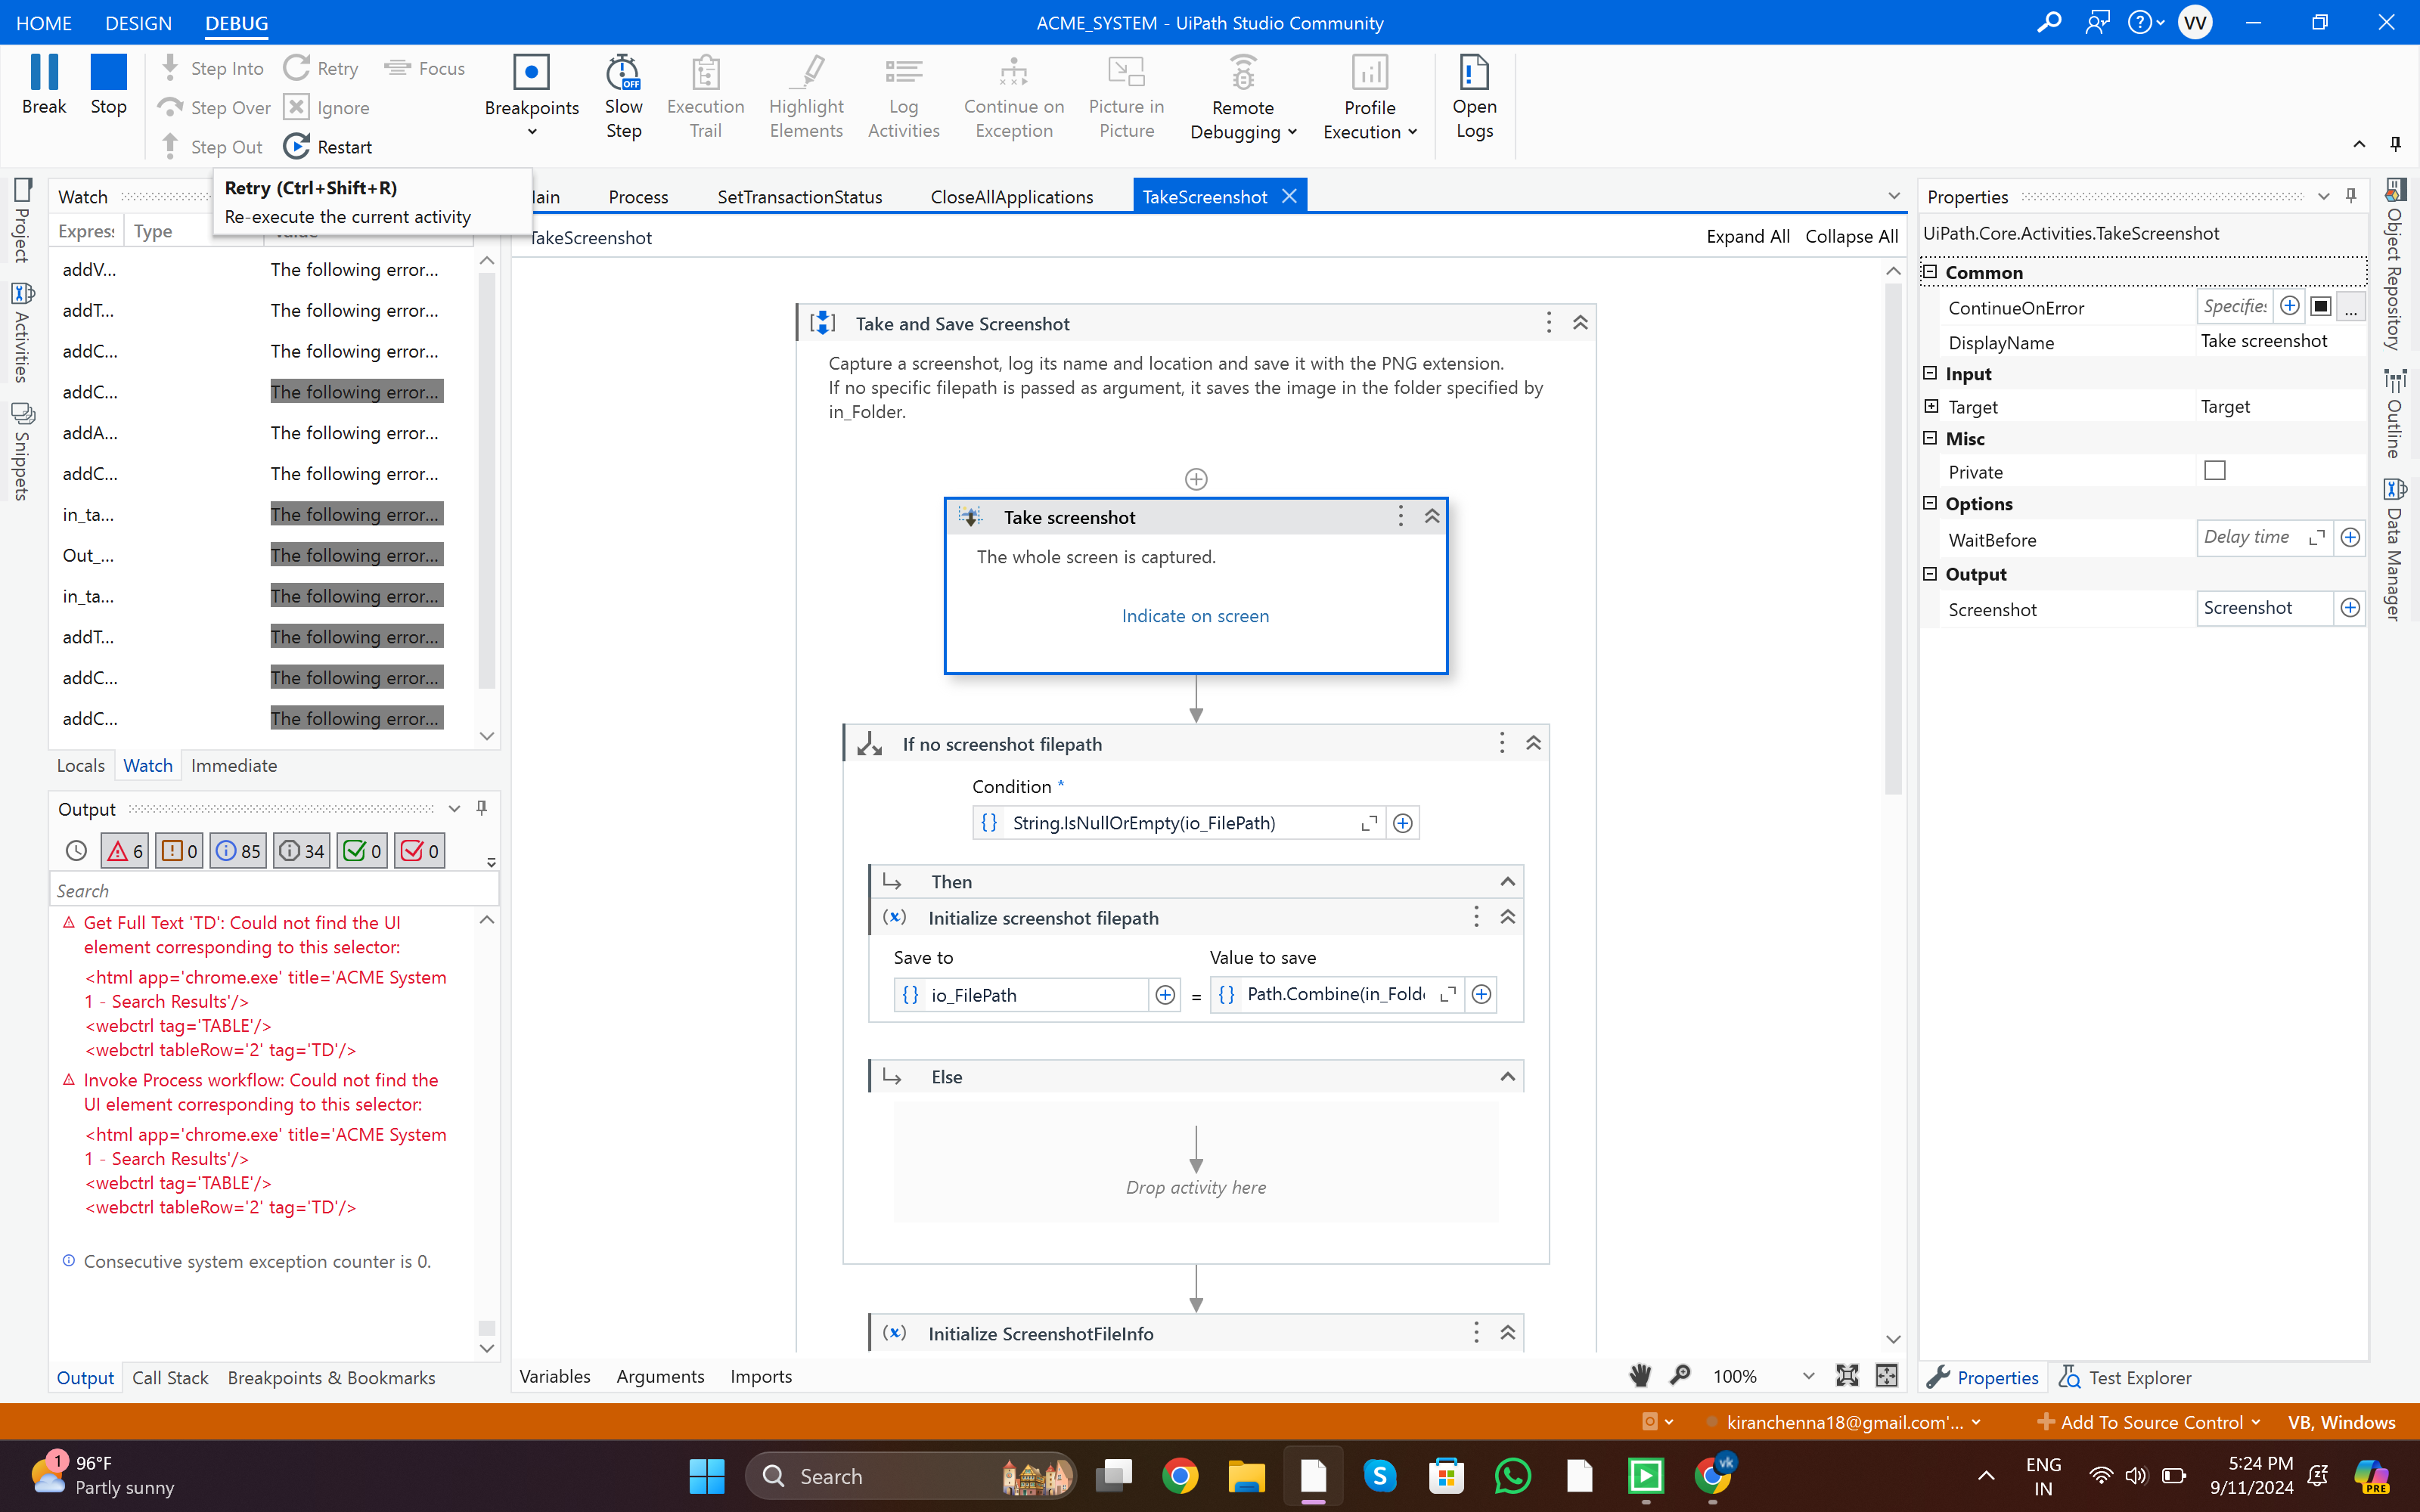 HOME DESIGN DEBUG
ACME_SYSTEM - UiPath Studio Community
VV
Break
Stop
Step Into
Step Over
Step Out
Retry
Ignore
Restart
Focus
Breakpoints
Slow
Step
OFF
Execution
Trail
Highlight
Elements
Log
Activities
Continue on
Exception
Picture in
Picture
Remote
Debugging
Profile
Execution
Open
Logs
Retry (Ctrl+Shift+R)
Re-execute the current activity
Project
Activities
Snippets
Watch
Type
addV... The following error...
addT... The following error...
addC... The following error...
addC... The following error...
addA... The following error...
addC... The following error...
in_ta... The following error...
Out_... The following error...
in_ta... The following error...
addT... The following error...
addC... The following error...
addC... The following error...
Locals Watch Immediate
Output
6 0 85 34 0 0
Search
Get Full Text 'TD': Could not find the UI
element corresponding to this selector:
<html app='chrome.exe' title='ACME System
1 - Search Results'/>
<webctrl tag='TABLE'/>
<webctrl tableRow='2' tag='TD'/>
Invoke Process workflow: Could not find the
UI element corresponding to this selector:
<html app='chrome.exe' title='ACME System
1 - Search Results'/>
<webctrl tag='TABLE'/>
<webctrl tableRow='2' tag='TD'/>
Consecutive system exception counter is 0.
Output Call Stack Breakpoints & Bookmarks
Process SetTransactionStatus CloseAllApplications TakeScreenshot
TakeScreenshot
Expand All Collapse All
Take and Save Screenshot
Capture a screenshot, log its name and location and save it with the PNG extension.
If no specific filepath is passed as argument, it saves the image in the folder specified by
in_Folder.
Take screenshot
The whole screen is captured.
Indicate on screen
If no screenshot filepath
Condition *
{} String.IsNullOrEmpty(io_FilePath)
Then
(x) Initialize screenshot filepath
Save to Value to save
{} io_FilePath = {} Path.Combine(in_Fold
Else
Drop activity here
(x) Initialize ScreenshotFileInfo
Variables Arguments Imports
100%
Properties
UiPath.Core.Activities.TakeScreenshot
Common
ContinueOnError
...
DisplayName Take screenshot
Input
Target Target
Misc
Private
Options
WaitBefore Delay time
Output
Screenshot Screenshot
Object Repository
Outline
Data Manager
Properties Test Explorer
kiranchenna18@gmail.com'...
Add To Source Control
VB, Windows
1
96°F
Partly sunny
Search
vk
ENG
IN
5:24 PM
9/11/2024
PRE